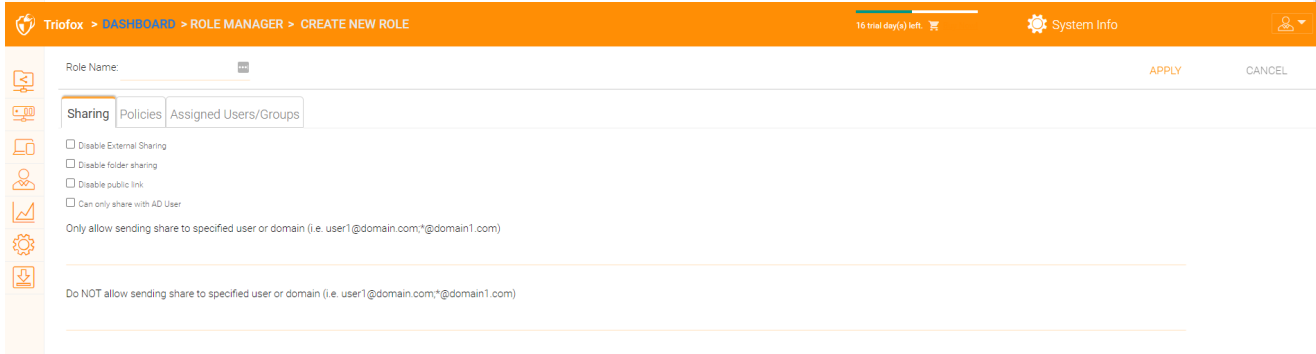 Triofox > DASHBOARD > ROLE MANAGER > CREATE NEW ROLE
16 trial day(s) left.
System Info
Role Name:
APPLY
CANCEL
Sharing
Policies
Assigned Users/Groups
Disable External Sharing
Disable folder sharing
Disable public link
Can only share with AD User
Only allow sending share to specified user or domain (i.e. user1@domain.com;*@domain1.com)
Do NOT allow sending share to specified user or domain (i.e. user1@domain.com;*@domain1.com)